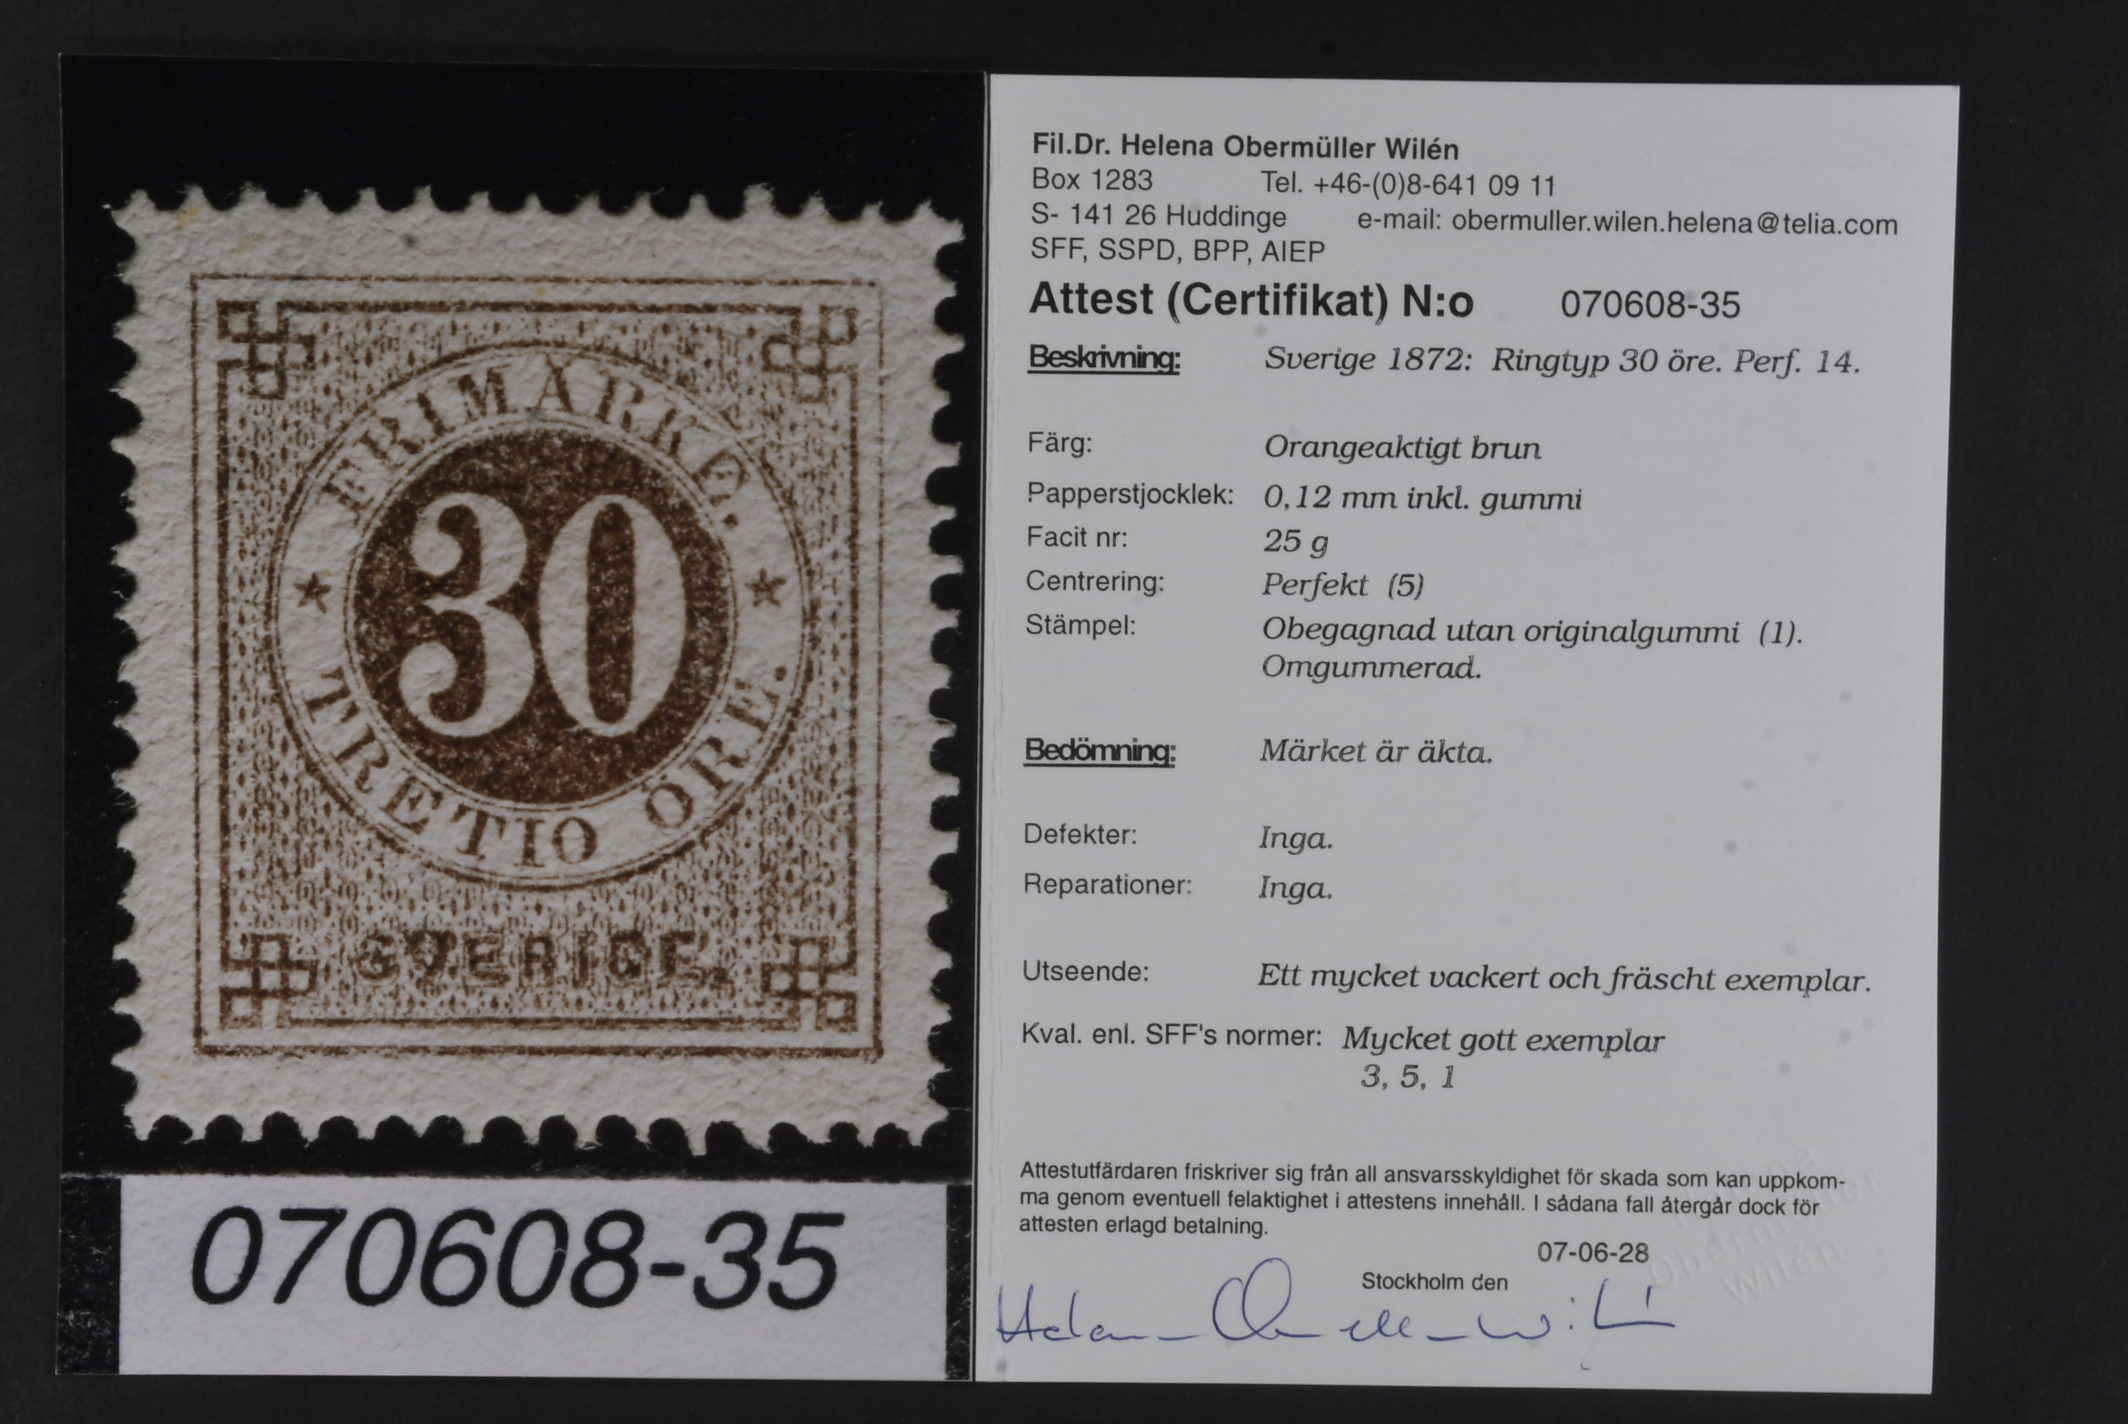 FRIMÄRKE.
30
TRETIO ÖRE.
SVERIGE.
070608-35
Fil.Dr. Helena Obermüller Wilén
Box 1283 Tel. +46-(0)8-641 09 11
S- 141 26 Huddinge e-mail: obermuller.wilen.helena@telia.com
SFF, SSPD, BPP, AIEP
Attest (Certifikat) N:o 070608-35
Beskrivning: Sverige 1872: Ringtyp 30 öre. Perf. 14.
Färg: Orangeaktigt brun
Papperstjocklek: 0,12 mm inkl. gummi
Facit nr: 25 g
Centrering: Perfekt (5)
Stämpel: Obegagnad utan originalgummi (1).
Omgummerad.
Bedömning: Märket är äkta.
Defekter: Inga.
Reparationer: Inga.
Utseende: Ett mycket vackert och fräscht exemplar.
Kval. enl. SFF's normer: Mycket gott exemplar
3, 5, 1
Attestutfärdaren friskriver sig från all ansvarsskyldighet för skada som kan uppkom-
ma genom eventuell felaktighet i attestens innehåll. I sådana fall återgår dock för
attesten erlagd betalning.
07-06-28
Stockholm den
Helena Obermüller Wilén
Obermüller
Wilén